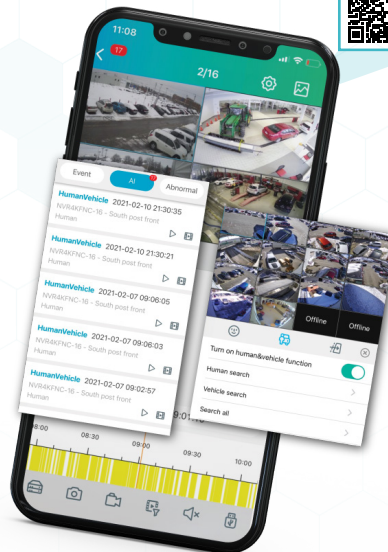 11:08
17
2/16
Event
AI
Abnormal
HumanVehicle 2021-02-10 21:30:35
NVR4KFNC-16 - South post front
Human
HumanVehicle 2021-02-10 21:30:21
NVR4KFNC-16 - South post front
Human
HumanVehicle 2021-02-07 09:06:05
NVR4KFNC-16 - South post front
Human
HumanVehicle 2021-02-07 09:06:03
NVR4KFNC-16 - South post front
Human
HumanVehicle 2021-02-07 09:02:57
NVR4KFNC-16 - South post front
Human
Offline
Offline
Turn on human&vehicle function
Human search
Vehicle search
Search all
08:00
08:30
09:00
09:30
10:00